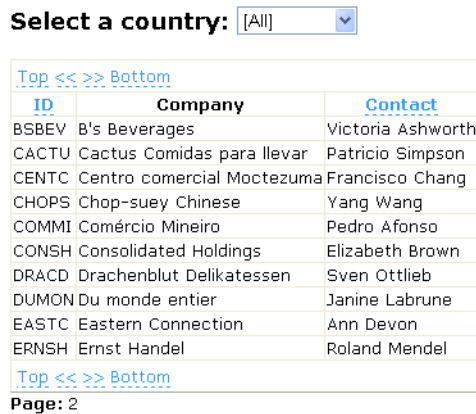 Select a country: [All]
Top << >> Bottom
ID Company Contact
BSBEV B's Beverages Victoria Ashworth
CACTU Cactus Comidas para llevar Patricio Simpson
CENTC Centro comercial Moctezuma Francisco Chang
CHOPS Chop-suey Chinese Yang Wang
COMMI Comércio Mineiro Pedro Afonso
CONSH Consolidated Holdings Elizabeth Brown
DRACD Drachenblut Delikatessen Sven Ottlieb
DUMON Du monde entier Janine Labrune
EASTC Eastern Connection Ann Devon
ERNSH Ernst Handel Roland Mendel
Top << >> Bottom
Page: 2